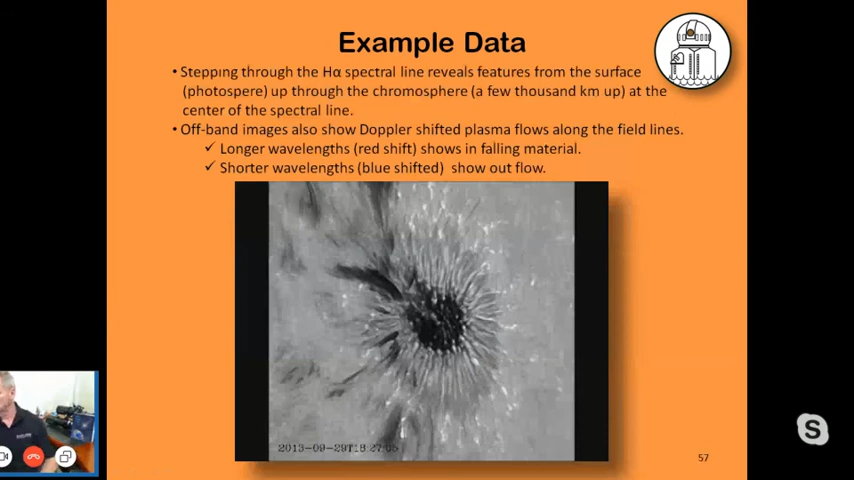 Example Data
• Stepping through the Hα spectral line reveals features from the surface
(photospere) up through the chromosphere (a few thousand km up) at the
center of the spectral line.
• Off-band images also show Doppler shifted plasma flows along the field lines.
✓ Longer wavelengths (red shift) shows in falling material.
✓ Shorter wavelengths (blue shifted) show out flow.
2013-09-29T18:27:06
57
S